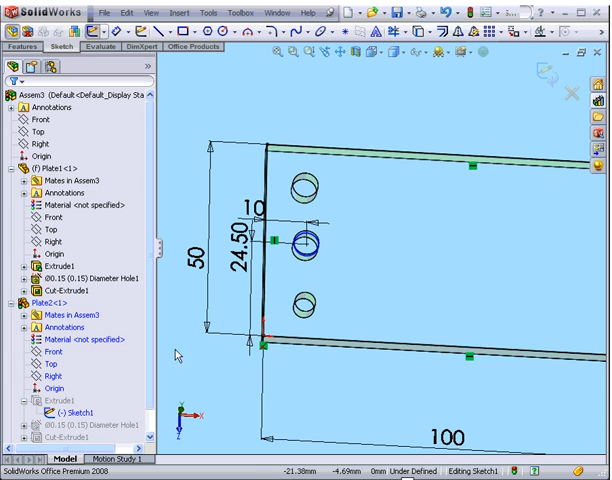 SolidWorks File Edit View Insert Tools Toolbox Window Help
Features Sketch Evaluate DimXpert Office Products
Assem3 (Default<Default_Display Sta
Annotations
Front
Top
Right
Origin
(f) Plate1<1>
Mates in Assem3
Annotations
Material <not specified>
Front
Top
Right
Origin
Extrude1
Ø0.15 (0.15) Diameter Hole1
Cut-Extrude1
Plate2<1>
Mates in Assem3
Annotations
Material <not specified>
Front
Top
Right
Origin
Extrude1
(-) Sketch1
Ø0.15 (0.15) Diameter Hole1
Cut-Extrude1
10
24.50
50
100
X
Y
Z
Model Motion Study 1
SolidWorks Office Premium 2008 -21.38mm -4.69mm 0mm Under Defined Editing Sketch1